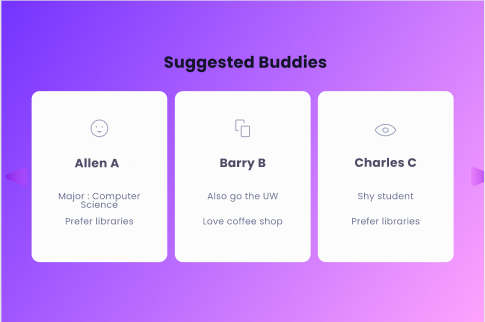 Suggested Buddies
Allen A
Major : Computer
Science
Prefer libraries
Barry B
Also go the UW
Love coffee shop
Charles C
Shy student
Prefer libraries